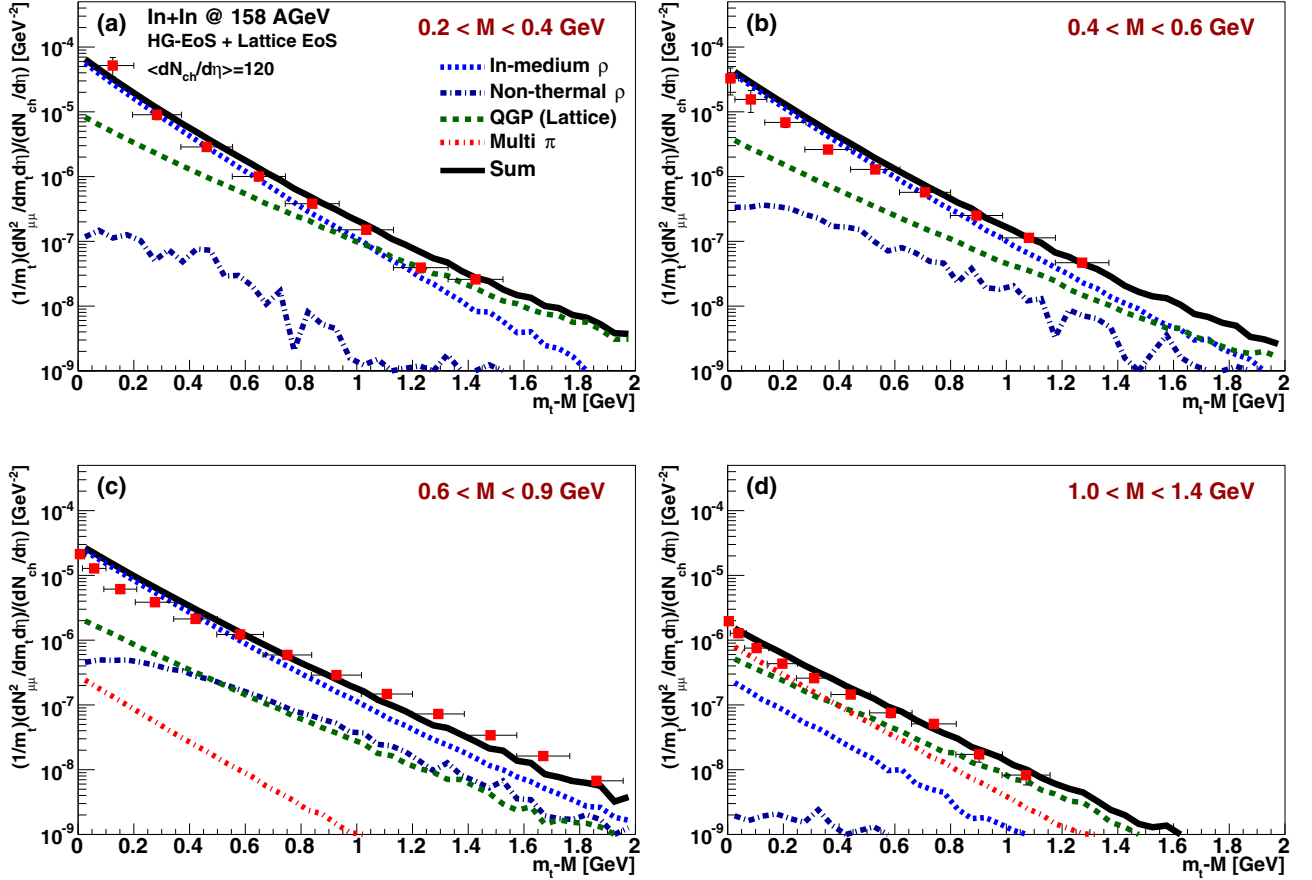 (a)
In+In @ 158 AGeV
HG-EoS + Lattice EoS
<dN_ch/dη>=120
0.2 < M < 0.4 GeV
In-medium ρ
Non-thermal ρ
QGP (Lattice)
Multi π
Sum
(1/m_t)(dN²_μμ/dm_t dη)/(dN_ch/dη) [GeV⁻²]
10⁻⁴
10⁻⁵
10⁻⁶
10⁻⁷
10⁻⁸
10⁻⁹
0 0.2 0.4 0.6 0.8 1 1.2 1.4 1.6 1.8 2
m_t-M [GeV]
(b)
0.4 < M < 0.6 GeV
(1/m_t)(dN²_μμ/dm_t dη)/(dN_ch/dη) [GeV⁻²]
10⁻⁴
10⁻⁵
10⁻⁶
10⁻⁷
10⁻⁸
10⁻⁹
0 0.2 0.4 0.6 0.8 1 1.2 1.4 1.6 1.8 2
m_t-M [GeV]
(c)
0.6 < M < 0.9 GeV
(1/m_t)(dN²_μμ/dm_t dη)/(dN_ch/dη) [GeV⁻²]
10⁻⁴
10⁻⁵
10⁻⁶
10⁻⁷
10⁻⁸
10⁻⁹
0 0.2 0.4 0.6 0.8 1 1.2 1.4 1.6 1.8 2
m_t-M [GeV]
(d)
1.0 < M < 1.4 GeV
(1/m_t)(dN²_μμ/dm_t dη)/(dN_ch/dη) [GeV⁻²]
10⁻⁴
10⁻⁵
10⁻⁶
10⁻⁷
10⁻⁸
10⁻⁹
0 0.2 0.4 0.6 0.8 1 1.2 1.4 1.6 1.8 2
m_t-M [GeV]